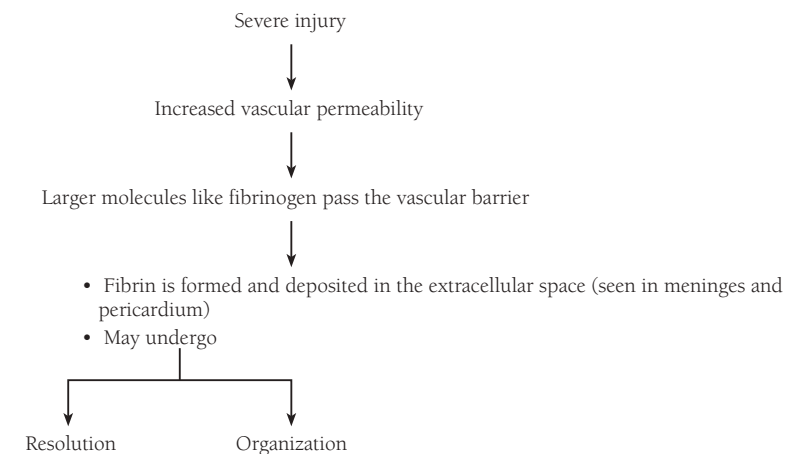 Severe injury
Increased vascular permeability
Larger molecules like fibrinogen pass the vascular barrier
• Fibrin is formed and deposited in the extracellular space (seen in meninges and
pericardium)
• May undergo
Resolution
Organization